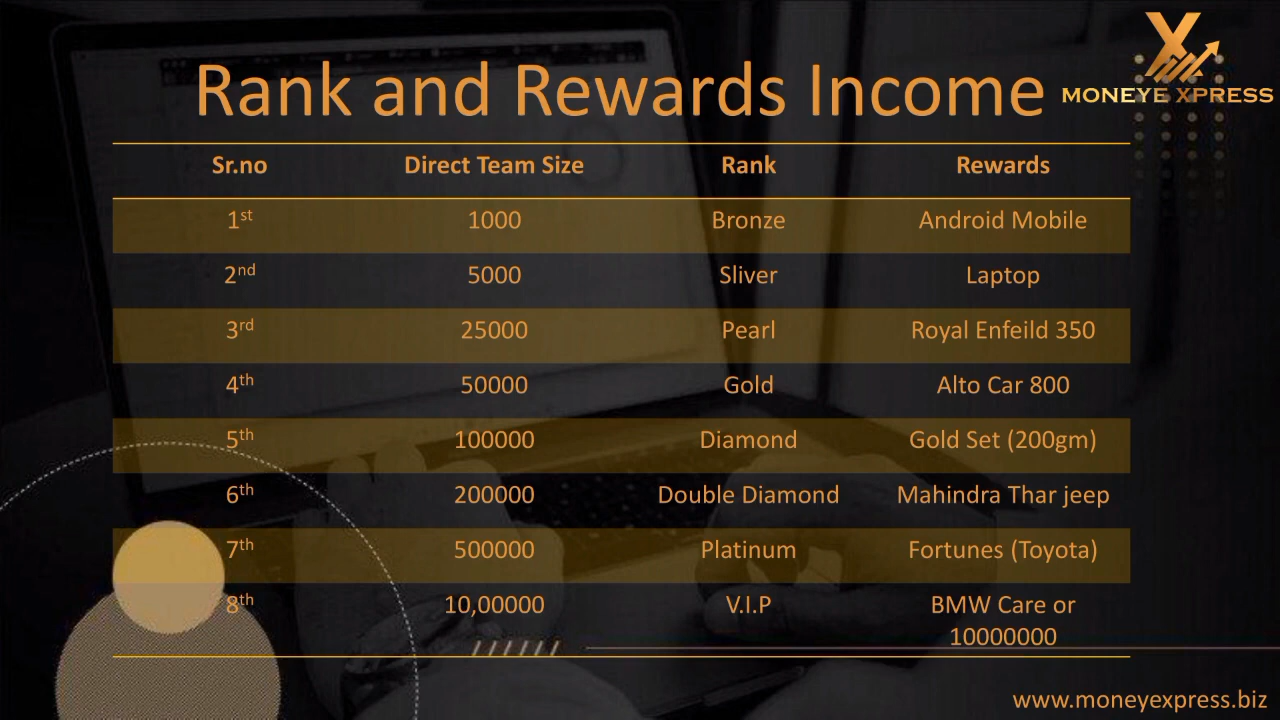 Rank and Rewards Income
MONEYE XPRESS
Sr.no Direct Team Size Rank Rewards
1st 1000 Bronze Android Mobile
2nd 5000 Sliver Laptop
3rd 25000 Pearl Royal Enfeild 350
4th 50000 Gold Alto Car 800
5th 100000 Diamond Gold Set (200gm)
6th 200000 Double Diamond Mahindra Thar jeep
7th 500000 Platinum Fortunes (Toyota)
8th 10,00000 V.I.P BMW Care or
10000000
www.moneyexpress.biz